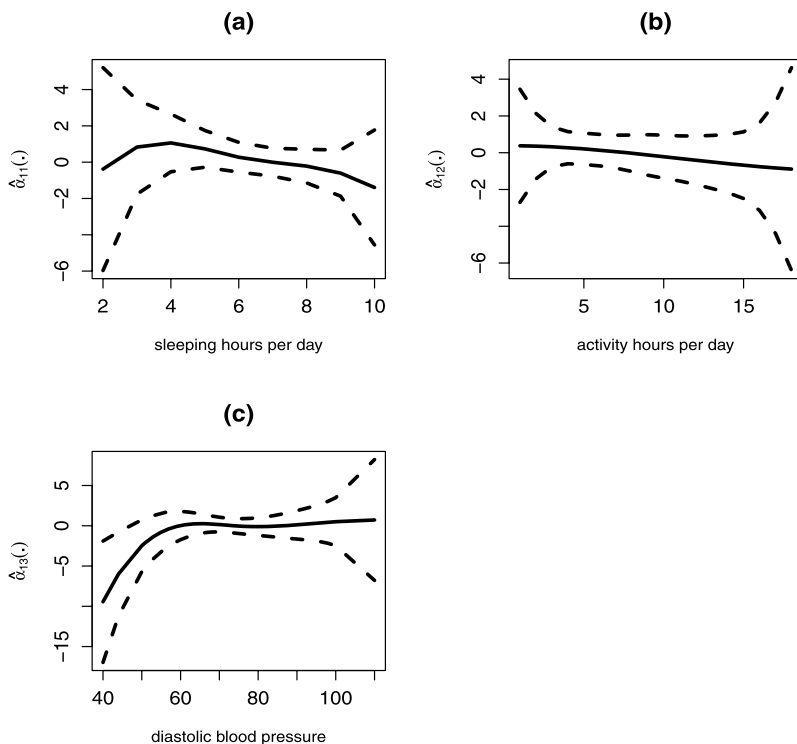 (a)
α̂₁₁(.)
4
2
0
−2
−6
2 4 6 8 10
sleeping hours per day
(b)
α̂₁₂(.)
4
2
0
−2
−6
5 10 15
activity hours per day
(c)
α̂₁₃(.)
5
0
−5
−15
40 60 80 100
diastolic blood pressure